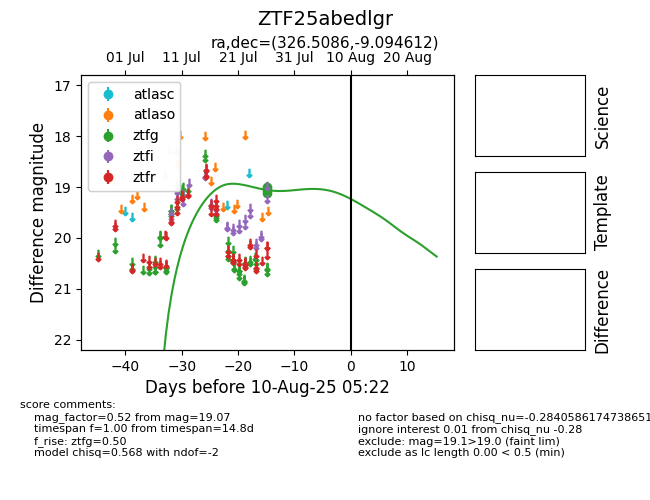 ZTF25abedlgr
ra,dec=(326.5086,-9.094612)
01 Jul 11 Jul 21 Jul 31 Jul 10 Aug 20 Aug
17
18
19
20
21
22
Difference magnitude
atlasc
atlaso
ztfg
ztfi
ztfr
−40 −30 −20 −10 0 10
Days before 10-Aug-25 05:22
Science
Template
Difference
score comments:
mag_factor=0.52 from mag=19.07
timespan f=1.00 from timespan=14.8d
f_rise: ztfg=0.50
model chisq=0.568 with ndof=-2
no factor based on chisq_nu=-0.2840586174738651
ignore interest 0.01 from chisq_nu -0.28
exclude: mag=19.1>19.0 (faint lim)
exclude as lc length 0.00 < 0.5 (min)